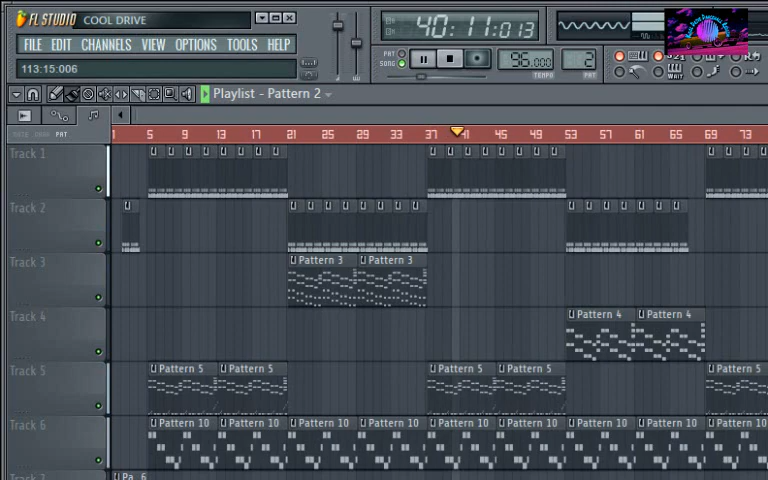 FL STUDIO COOL DRIVE
FILE EDIT CHANNELS VIEW OPTIONS TOOLS HELP
113:15:006
40:11:013
PAT
SONG
96.000
TEMPO
2
PAT
WAIT
Playlist - Pattern 2
PAT
1 5 9 13 17 21 25 29 33 37 41 45 49 53 57 61 65 69 73
Track 1
Track 2
Track 3 Pattern 3 Pattern 3
Track 4 Pattern 4 Pattern 4
Track 5 Pattern 5 Pattern 5 Pattern 5 Pattern 5 Pattern 5
Track 6 Pattern 10 Pattern 10 Pattern 10 Pattern 10 Pattern 10 Pattern 10 Pattern 10 Pattern 10 Pattern 10